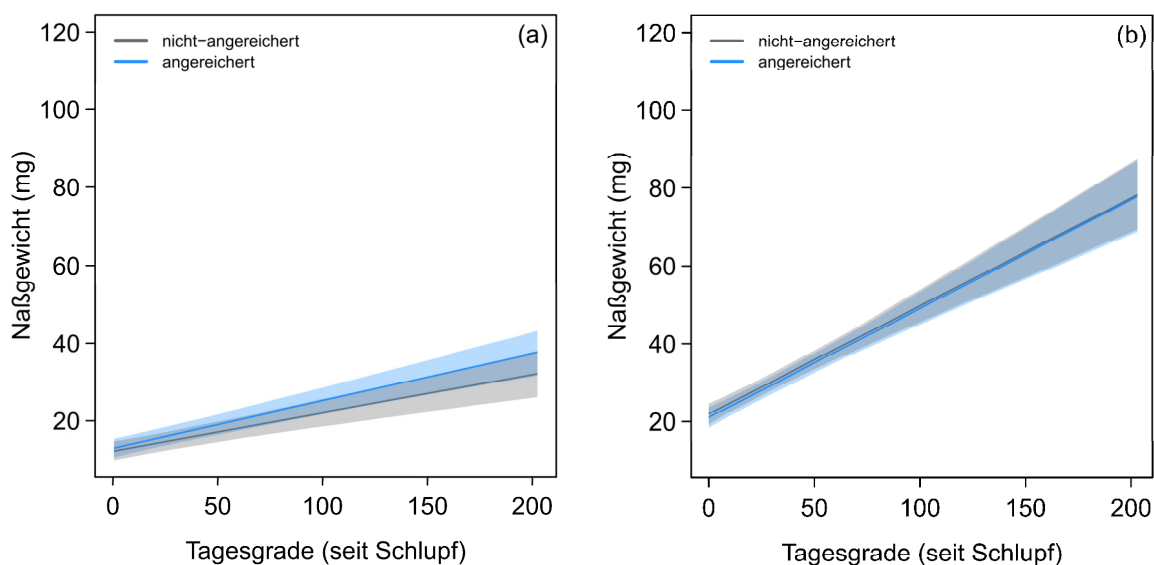 (a)
nicht−angereichert
angereichert
120
100
80
60
40
20
Naßgewicht (mg)
0 50 100 150 200
Tagesgrade (seit Schlupf)
(b)
nicht−angereichert
angereichert
120
100
80
60
40
20
Naßgewicht (mg)
0 50 100 150 200
Tagesgrade (seit Schlupf)